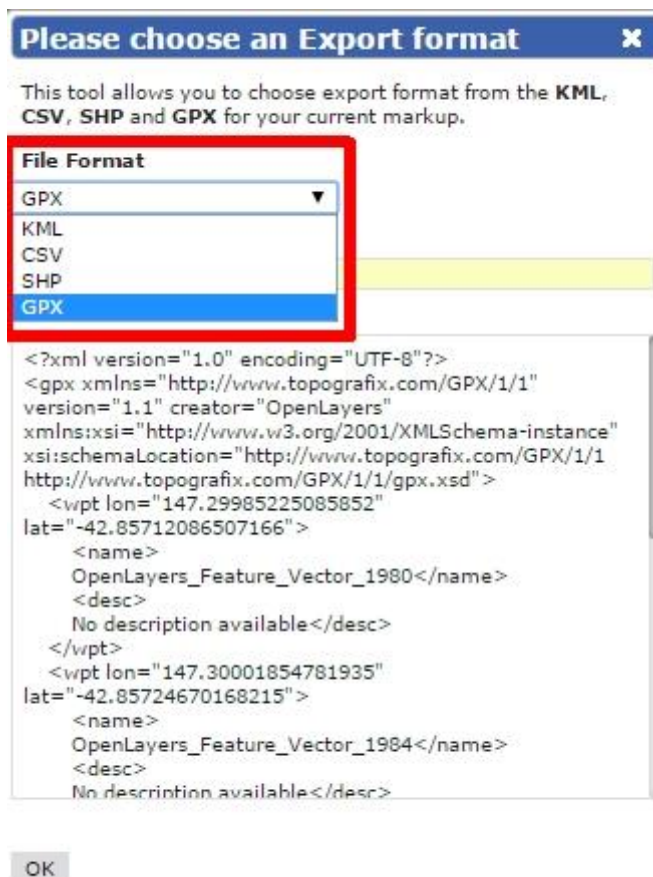 Please choose an Export format
This tool allows you to choose export format from the KML,
CSV, SHP and GPX for your current markup.
File Format
GPX
KML
CSV
SHP
GPX
<?xml version="1.0" encoding="UTF-8"?>
<gpx xmlns="http://www.topografix.com/GPX/1/1"
version="1.1" creator="OpenLayers"
xmlns:xsi="http://www.w3.org/2001/XMLSchema-instance"
xsi:schemaLocation="http://www.topografix.com/GPX/1/1
http://www.topografix.com/GPX/1/1/gpx.xsd">
<wpt lon="147.29985225085852"
lat="-42.85712086507166">
<name>
OpenLayers_Feature_Vector_1980</name>
<desc>
No description available</desc>
</wpt>
<wpt lon="147.30001854781935"
lat="-42.85724670168215">
<name>
OpenLayers_Feature_Vector_1984</name>
<desc>
No description available</desc>
OK